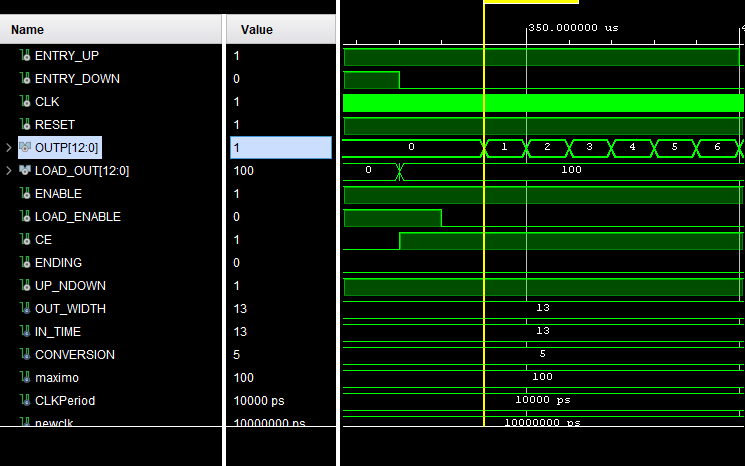 Name Value 350.000000 us 4
ENTRY_UP 1
ENTRY_DOWN 0
CLK 1
RESET 1
OUTP[12:0] 1 0 1 2 3 4 5 6
LOAD_OUT[12:0] 100 0 100
ENABLE 1
LOAD_ENABLE 0
CE 1
ENDING 0
UP_NDOWN 1
OUT_WIDTH 13 13
IN_TIME 13 13
CONVERSION 5 5
maximo 100 100
CLKPeriod 10000 ps 10000 ps
newclk 10000000 ps 10000000 ps